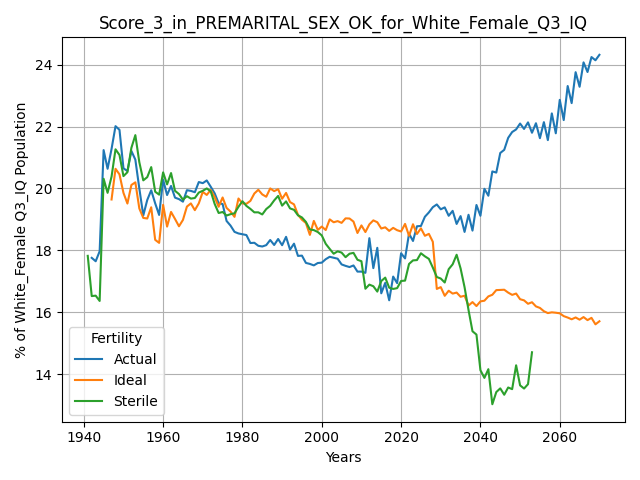 Score_3_in_PREMARITAL_SEX_OK_for_White_Female_Q3_IQ
% of White_Female Q3_IQ Population
24
22
20
18
16
14
Fertility
Actual
Ideal
Sterile
1940 1960 1980 2000 2020 2040 2060
Years